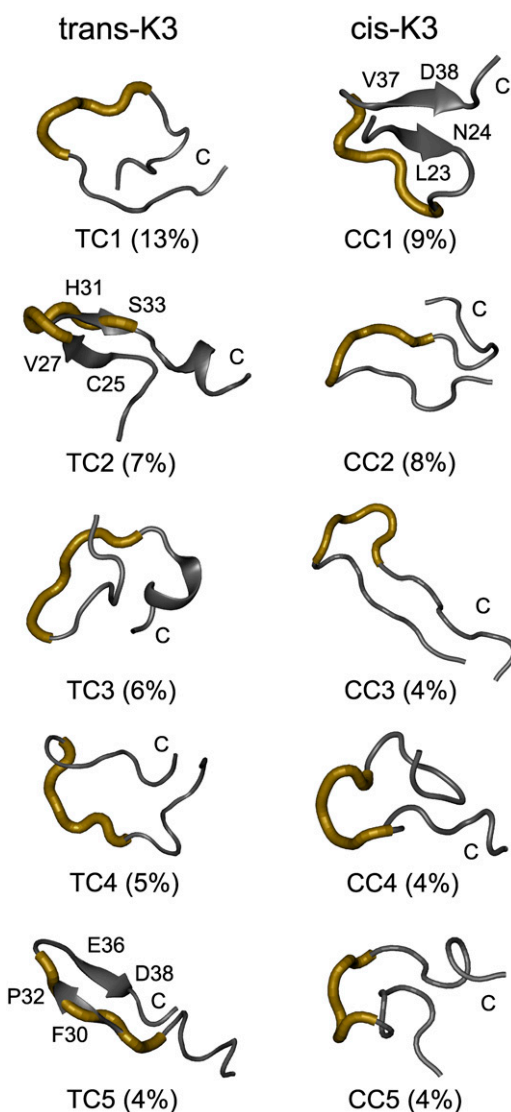 trans-K3 cis-K3
V37 D38 C
N24
C L23
TC1 (13%) CC1 (9%)
H31 S33
C C
V27 C25
TC2 (7%) CC2 (8%)
C C
TC3 (6%) CC3 (4%)
C
C
TC4 (5%) CC4 (4%)
E36
D38
P32 C C
F30
TC5 (4%) CC5 (4%)